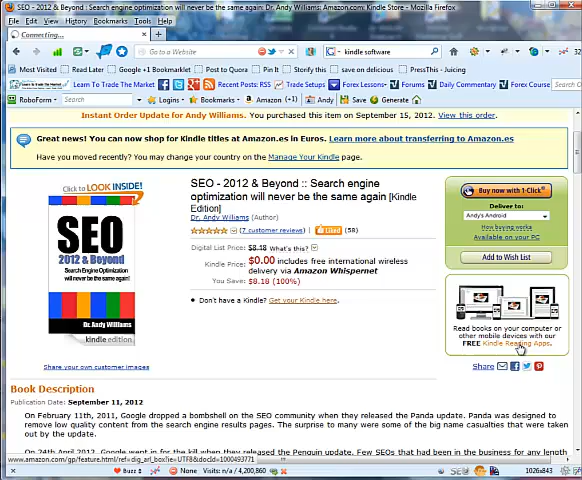 SEO - 2012 & Beyond :: Search engine optimization will never be the same again: Dr. Andy Williams: Amazon.com: Kindle Store - Mozilla Firefox
File Edit View History Bookmarks Tools Help
Connecting...
Go to a Website
kindle software
Most Visited Read Later Google +1 Bookmarklet Post to Quora Pin It Storify this save on delicious PressThis - Juicing
Learn To Trade The Market Recent Posts: RSS Trade Setups Forex Lessons Daily Commentary Forex Tutorial
RoboForm Search Logins Bookmarks Amazon (+1) Andy Save Generate
Instant Order Update for Andy Williams. You purchased this item on September 15, 2012. View this order.
Great news! You can now shop for Kindle titles at Amazon.es in Euros. Learn more about transferring to Amazon.es
Have you moved recently? You may change your country on the Manage Your Kindle page.
Click to LOOK INSIDE!
SEO
2012 & Beyond
Search Engine Optimization
will never be the same again!
Dr. Andy Williams
kindle edition
Share your own customer images
SEO - 2012 & Beyond :: Search engine
optimization will never be the same again [Kindle
Edition]
Dr. Andy Williams (Author)
(7 customer reviews) Liked (58)
Digital List Price: $8.18 What's this?
Kindle Price: $0.00 includes free international wireless
delivery via Amazon Whispernet
You Save: $8.18 (100%)
Don't have a Kindle? Get your Kindle here.
Buy now with 1-Click®
Deliver to:
Andy's Android
How buying works
Available on your PC
Add to Wish List
Read books on your computer or
other mobile devices with our
FREE Kindle Reading Apps.
Share
Book Description
Publication Date: September 11, 2012
On February 11th, 2011, Google dropped a bombshell on the SEO community when they released the Panda update. Panda was designed to
remove low quality content from the search engine results pages. The surprise to many were some of the big name casualties that were taken
out by the update.
On 24th April 2012, Google went in for the kill when they released the Penguin update. Few SEOs that had been in the business for any length
www.amazon.com/gp/feature.html/ref=dig_arl_box?ie=UTF8&docId=1000493771
Buzz None Visits: n/a / 4,200,860 1026x843